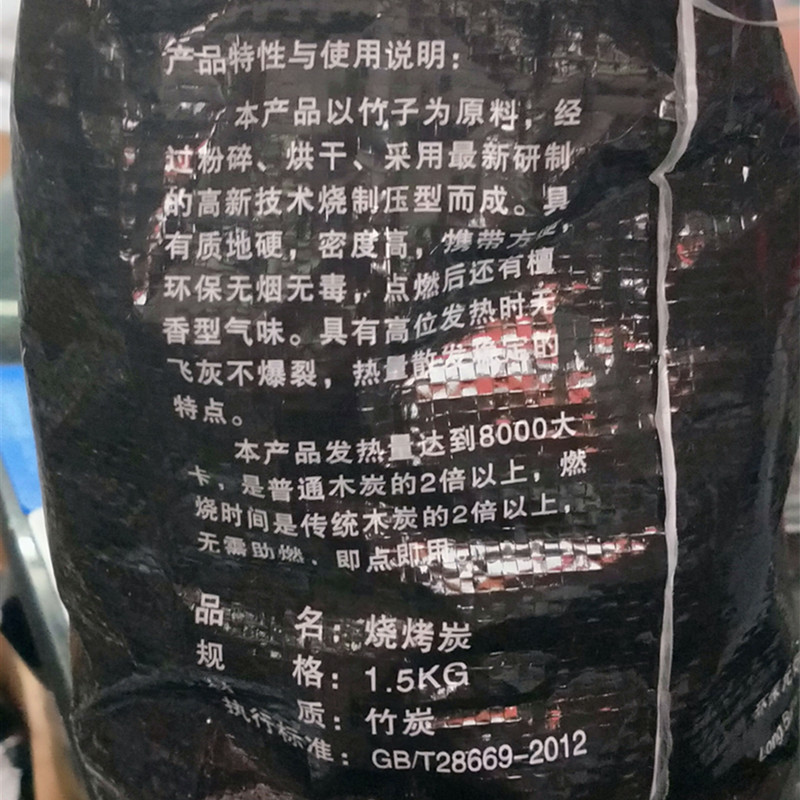 产品特性与使用说明：
本产品以竹子为原料，经
过粉碎、烘干、采用最新研制
的高新技术烧制压型而成。具
有质地硬，密度高，携带方便，
环保无烟无毒，点燃后还有檀
香型气味。具有高位发热时无
飞灰不爆裂，热量散发稳定的
特点。
本产品发热量达到8000大
卡，是普通木炭的2倍以上，燃
烧时间是传统木炭的2倍以上，
无需助燃，即点即用
品 名：烧烤炭
规 格：1.5KG
质：竹炭
执行标准：GB/T28669-2012